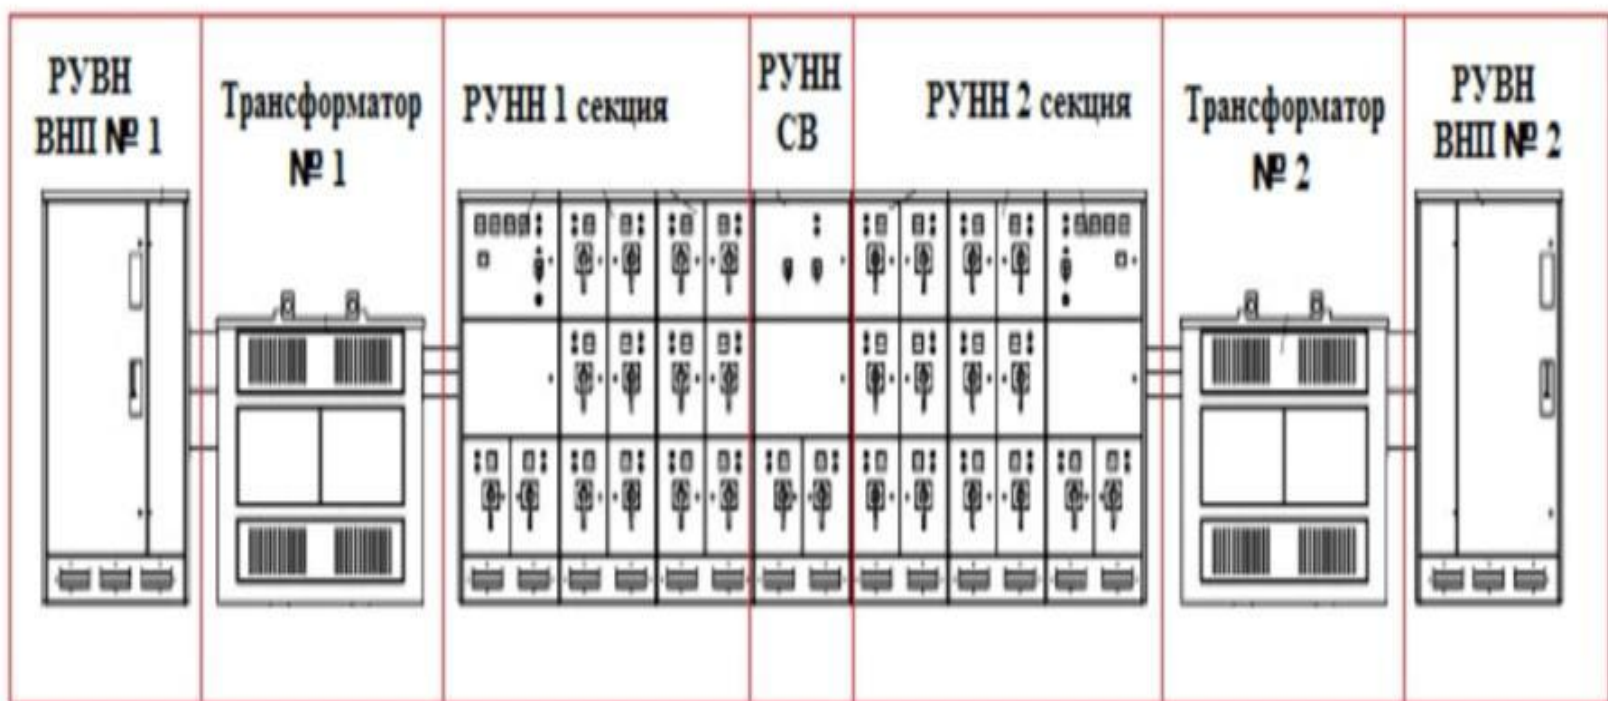 РУВН
ВНП № 1
Трансформатор
№ 1
РУНН 1 секция
РУНН
СВ
РУНН 2 секция
Трансформатор
№ 2
РУВН
ВНП № 2